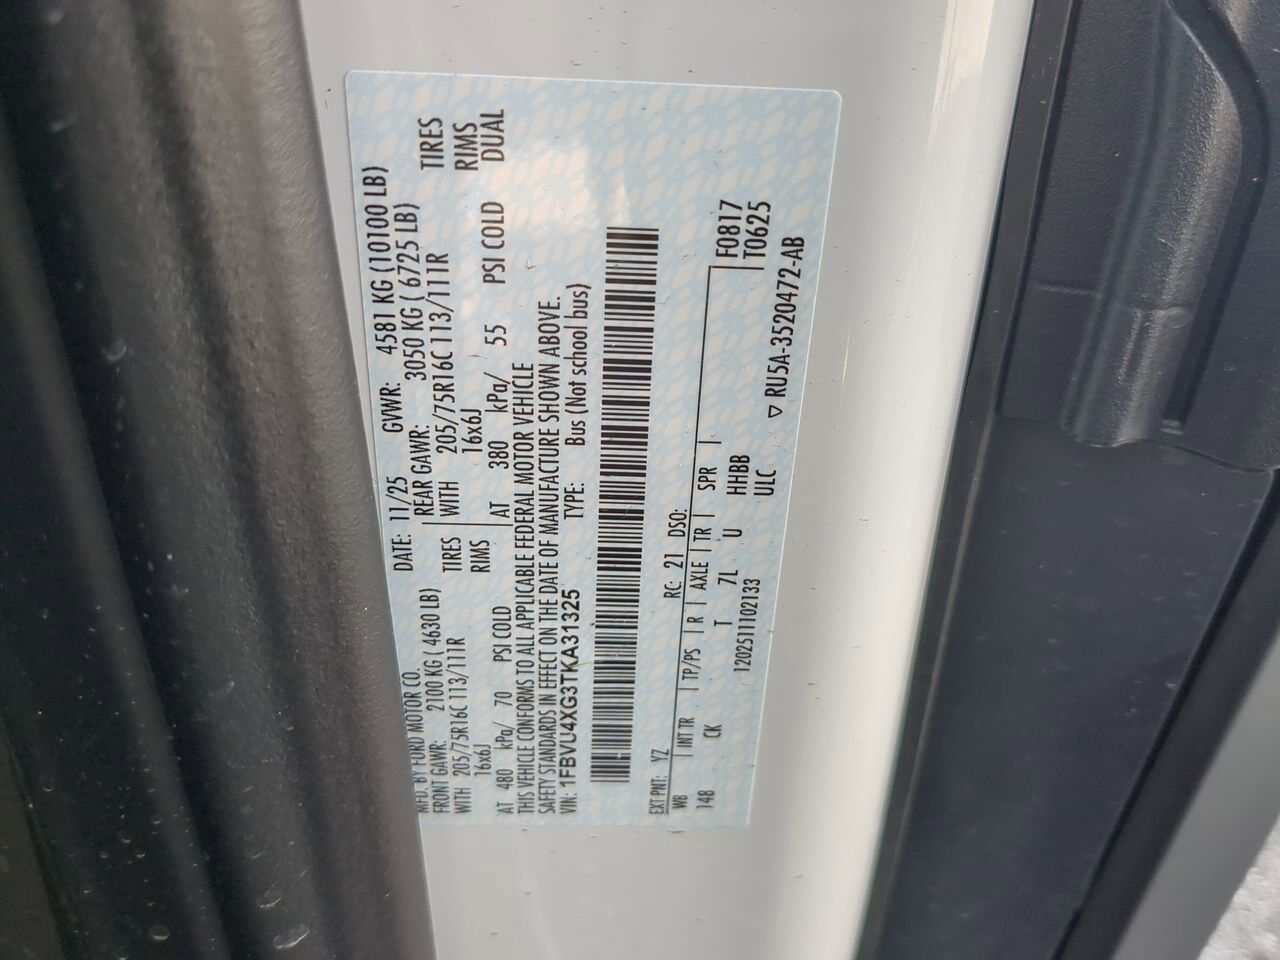 MFD. BY FORD MOTOR CO.
DATE: 11/25 GVWR: 4581 KG (10100 LB)
FRONT GAWR: 2100 KG ( 4630 LB)
REAR GAWR: 3050 KG ( 6725 LB)
WITH 205/75R16C 113/111R TIRES
WITH 205/75R16C 113/111R TIRES
16x6J RIMS
16x6J RIMS
AT 480 kPa/ 70 PSI COLD
AT 380 kPa/ 55 PSI COLD DUAL
THIS VEHICLE CONFORMS TO ALL APPLICABLE FEDERAL MOTOR VEHICLE
SAFETY STANDARDS IN EFFECT ON THE DATE OF MANUFACTURE SHOWN ABOVE.
VIN: 1FBVU4XG3TKA31325 TYPE: Bus (Not school bus)
EXT PNT: YZ RC: 21 DSO:
WB INT TR TP/PS R AXLE TR SPR F0817
148 CK T 7L U HHBB T0625
1202511102133 ULC
RU5A-3520472-AB